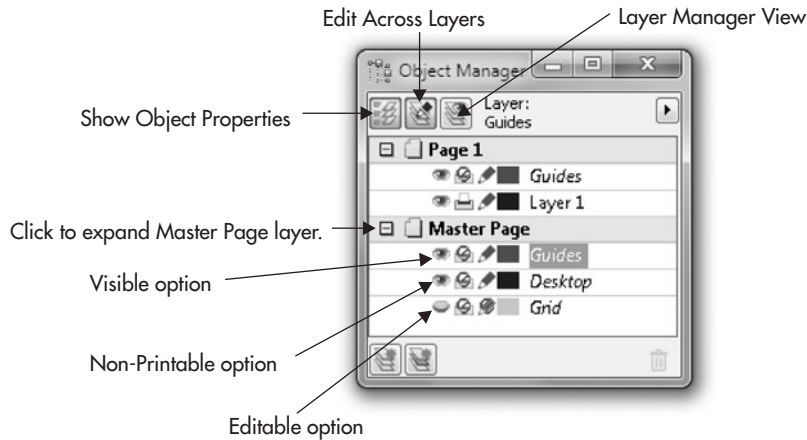 Edit Across Layers
Layer Manager View
Object Manager
Show Object Properties
Layer:
Guides
Page 1
Guides
Layer 1
Click to expand Master Page layer.
Master Page
Guides
Visible option
Desktop
Grid
Non-Printable option
Editable option